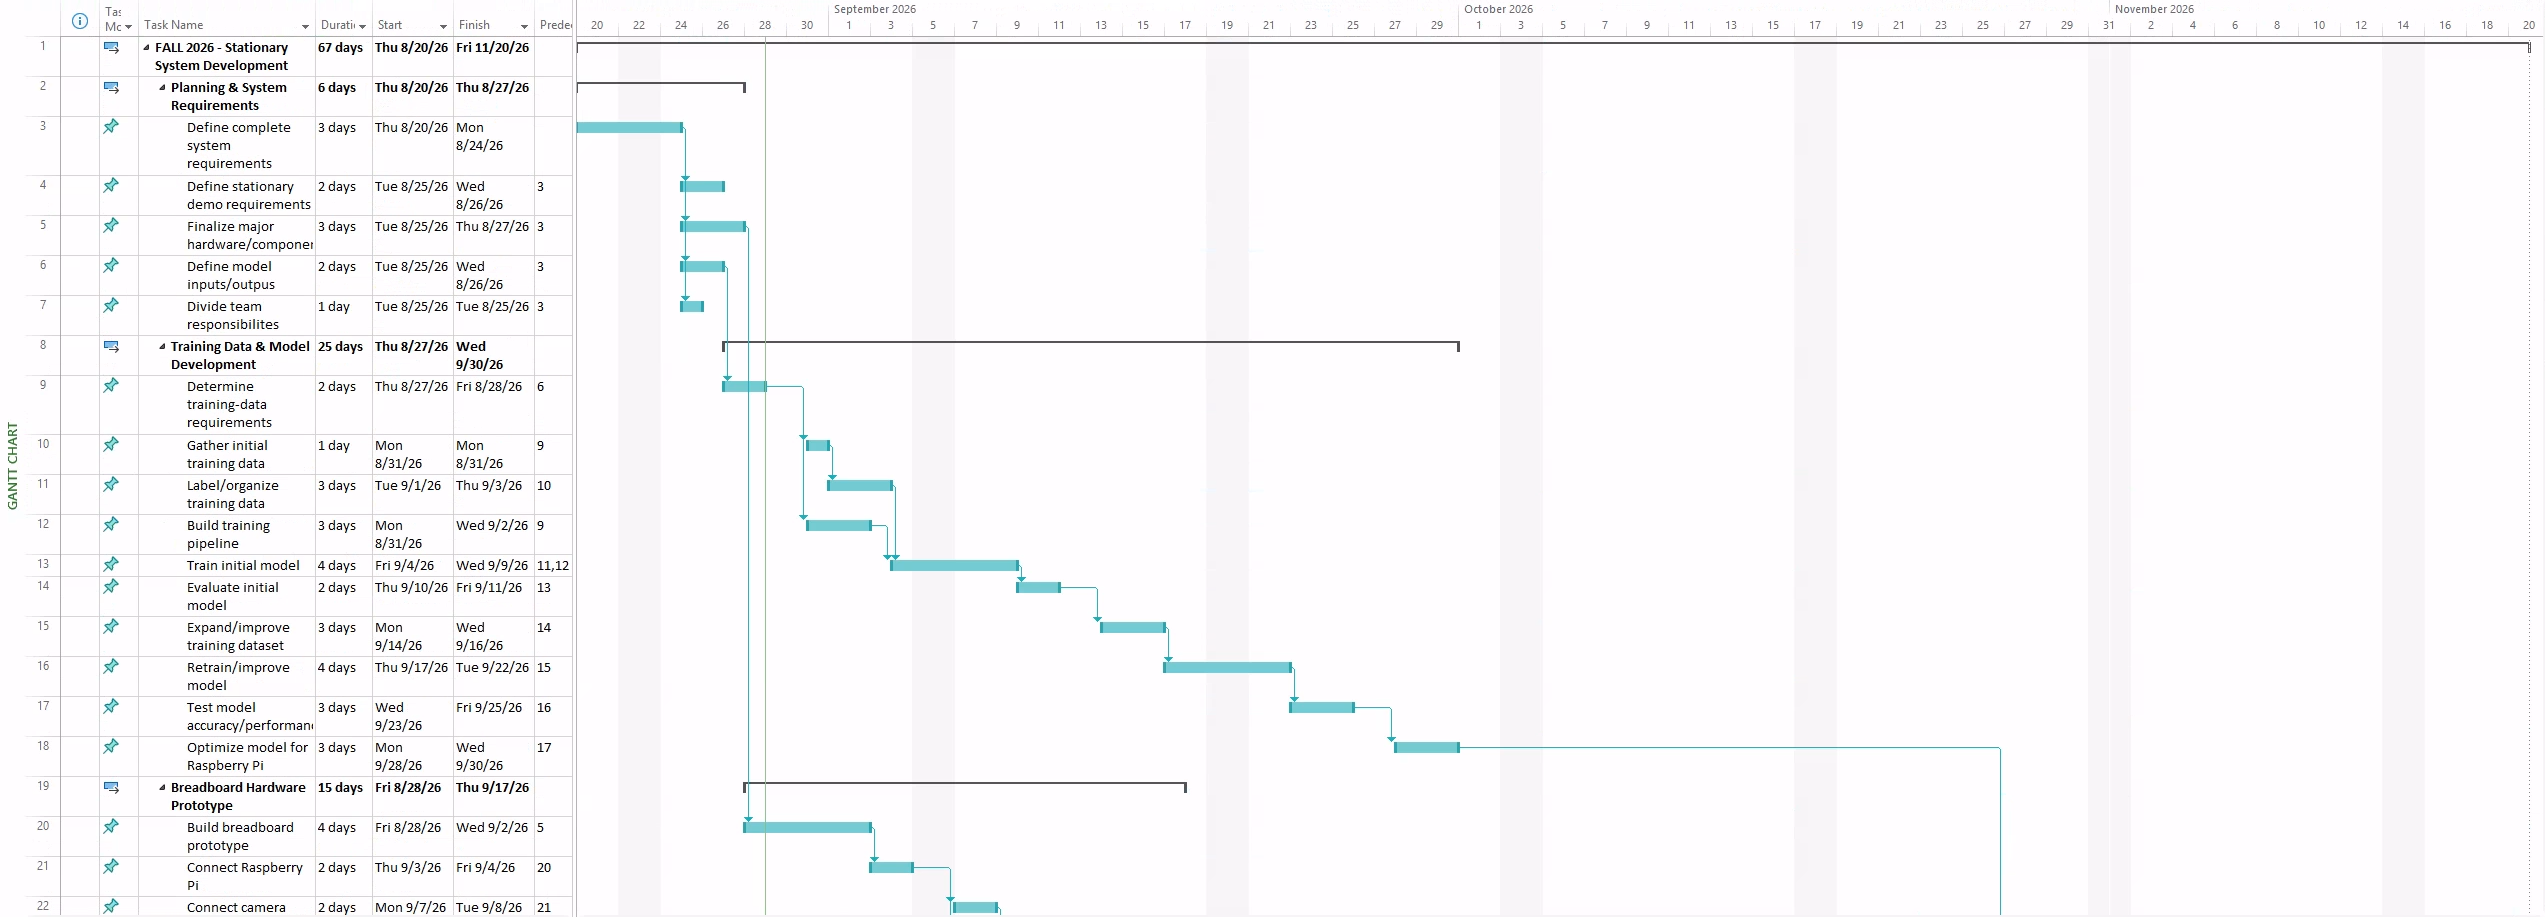 Tas
Mc
Task Name
Durati
Start
Finish
Predec
September 2026
October 2026
November 2026
20 22 24 26 28 30 1 3 5 7 9 11 13 15 17 19 21 23 25 27 29 1 3 5 7 9 11 13 15 17 19 21 23 25 27 29 31 2 4 6 8 10 12 14 16 18 20
GANTT CHART
1 FALL 2026 - Stationary 67 days Thu 8/20/26 Fri 11/20/26
System Development
2 Planning & System 6 days Thu 8/20/26 Thu 8/27/26
Requirements
3 Define complete 3 days Thu 8/20/26 Mon
system 8/24/26
requirements
4 Define stationary 2 days Tue 8/25/26 Wed 3
demo requirements 8/26/26
5 Finalize major 3 days Tue 8/25/26 Thu 8/27/26 3
hardware/componen
6 Define model 2 days Tue 8/25/26 Wed 3
inputs/outpus 8/26/26
7 Divide team 1 day Tue 8/25/26 Tue 8/25/26 3
responsibilites
8 Training Data & Model 25 days Thu 8/27/26 Wed
Development 9/30/26
9 Determine 2 days Thu 8/27/26 Fri 8/28/26 6
training-data
requirements
10 Gather initial 1 day Mon Mon 9
training data 8/31/26 8/31/26
11 Label/organize 3 days Tue 9/1/26 Thu 9/3/26 10
training data
12 Build training 3 days Mon Wed 9/2/26 9
pipeline 8/31/26
13 Train initial model 4 days Fri 9/4/26 Wed 9/9/26 11,12
14 Evaluate initial 2 days Thu 9/10/26 Fri 9/11/26 13
model
15 Expand/improve 3 days Mon Wed 14
training dataset 9/14/26 9/16/26
16 Retrain/improve 4 days Thu 9/17/26 Tue 9/22/26 15
model
17 Test model 3 days Wed Fri 9/25/26 16
accuracy/performanc 9/23/26
18 Optimize model for 3 days Mon Wed 17
Raspberry Pi 9/28/26 9/30/26
19 Breadboard Hardware 15 days Fri 8/28/26 Thu 9/17/26
Prototype
20 Build breadboard 4 days Fri 8/28/26 Wed 9/2/26 5
prototype
21 Connect Raspberry 2 days Thu 9/3/26 Fri 9/4/26 20
Pi
22 Connect camera 2 days Mon 9/7/26 Tue 9/8/26 21